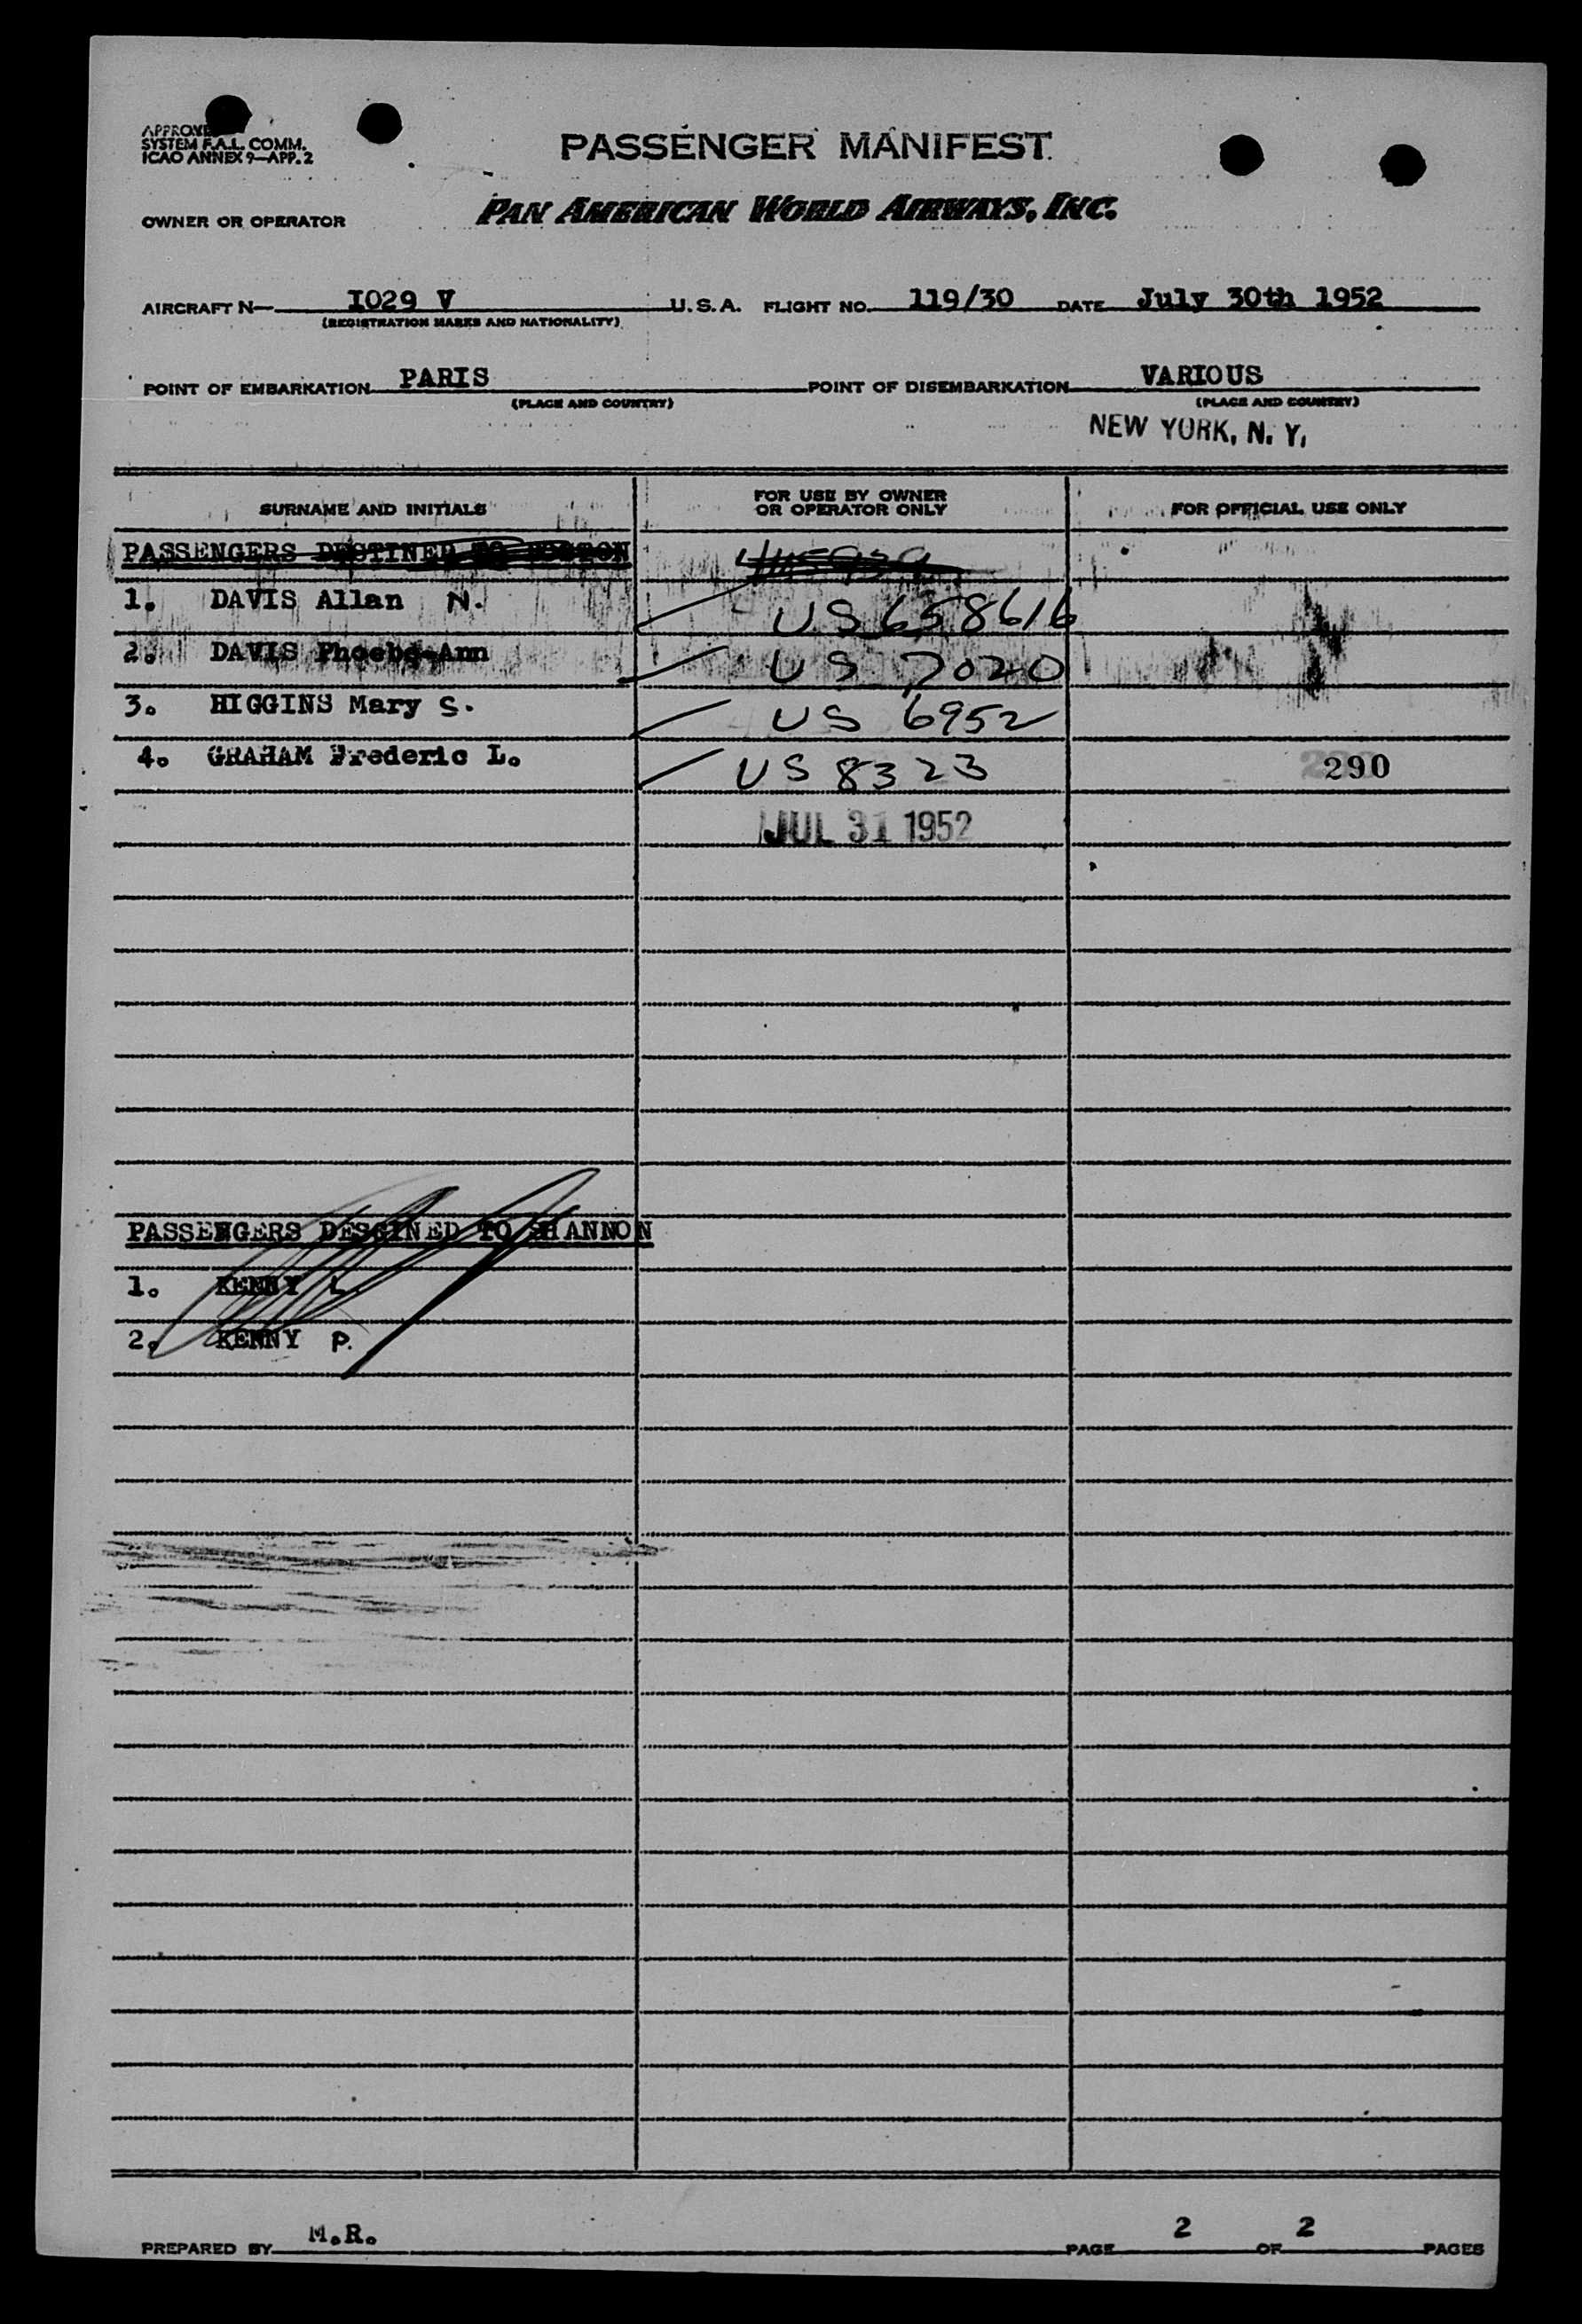 APPROVED
SYSTEM F.A.L. COMM.
ICAO ANNEX 9—APP. 2
PASSENGER MANIFEST
OWNER OR OPERATOR PAN AMERICAN WORLD AIRWAYS, INC.
AIRCRAFT N— I029 V U.S.A. FLIGHT NO. 119/30 DATE July 30th 1952
(REGISTRATION MARKS AND NATIONALITY)
POINT OF EMBARKATION PARIS POINT OF DISEMBARKATION VARIOUS
(PLACE AND COUNTRY) (PLACE AND COUNTRY)
NEW YORK, N. Y.
SURNAME AND INITIALS FOR USE BY OWNER OR OPERATOR ONLY FOR OFFICIAL USE ONLY
PASSENGERS DESTINED TO BOSTON
1. DAVIS Allan N. US 658616
2. DAVIS Phoebe-Ann US 7020
3. HIGGINS Mary S. US 6952
4. GRAHAM Frederic L. US 8323 290
JUL 31 1952
PASSENGERS DESTINED TO SHANNON
1. KENNY L.
2. KENNY P.
PREPARED BY M.R. PAGE 2 OF 2 PAGES